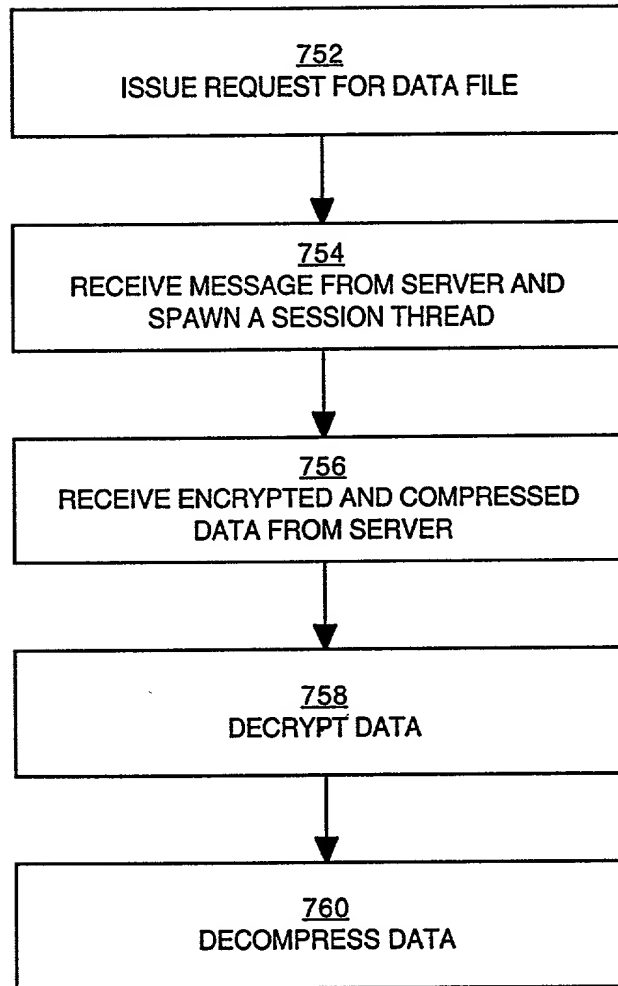 752
ISSUE REQUEST FOR DATA FILE
754
RECEIVE MESSAGE FROM SERVER AND
SPAWN A SESSION THREAD
756
RECEIVE ENCRYPTED AND COMPRESSED
DATA FROM SERVER
758
DECRYPT DATA
760
DECOMPRESS DATA